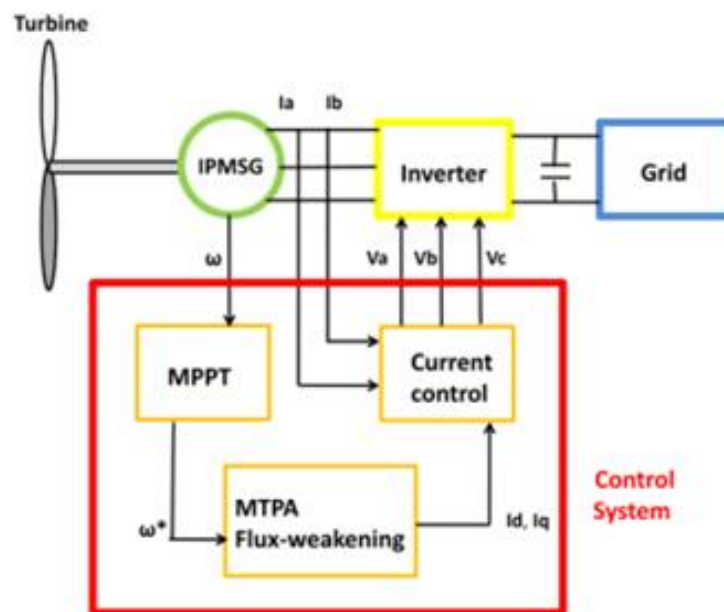 Turbine
Ia
Ib
IPMSG
Inverter
Grid
ω
Va
Vb
Vc
MPPT
Current
control
MTPA
Flux-weakening
ω*
Id, Iq
Control
System